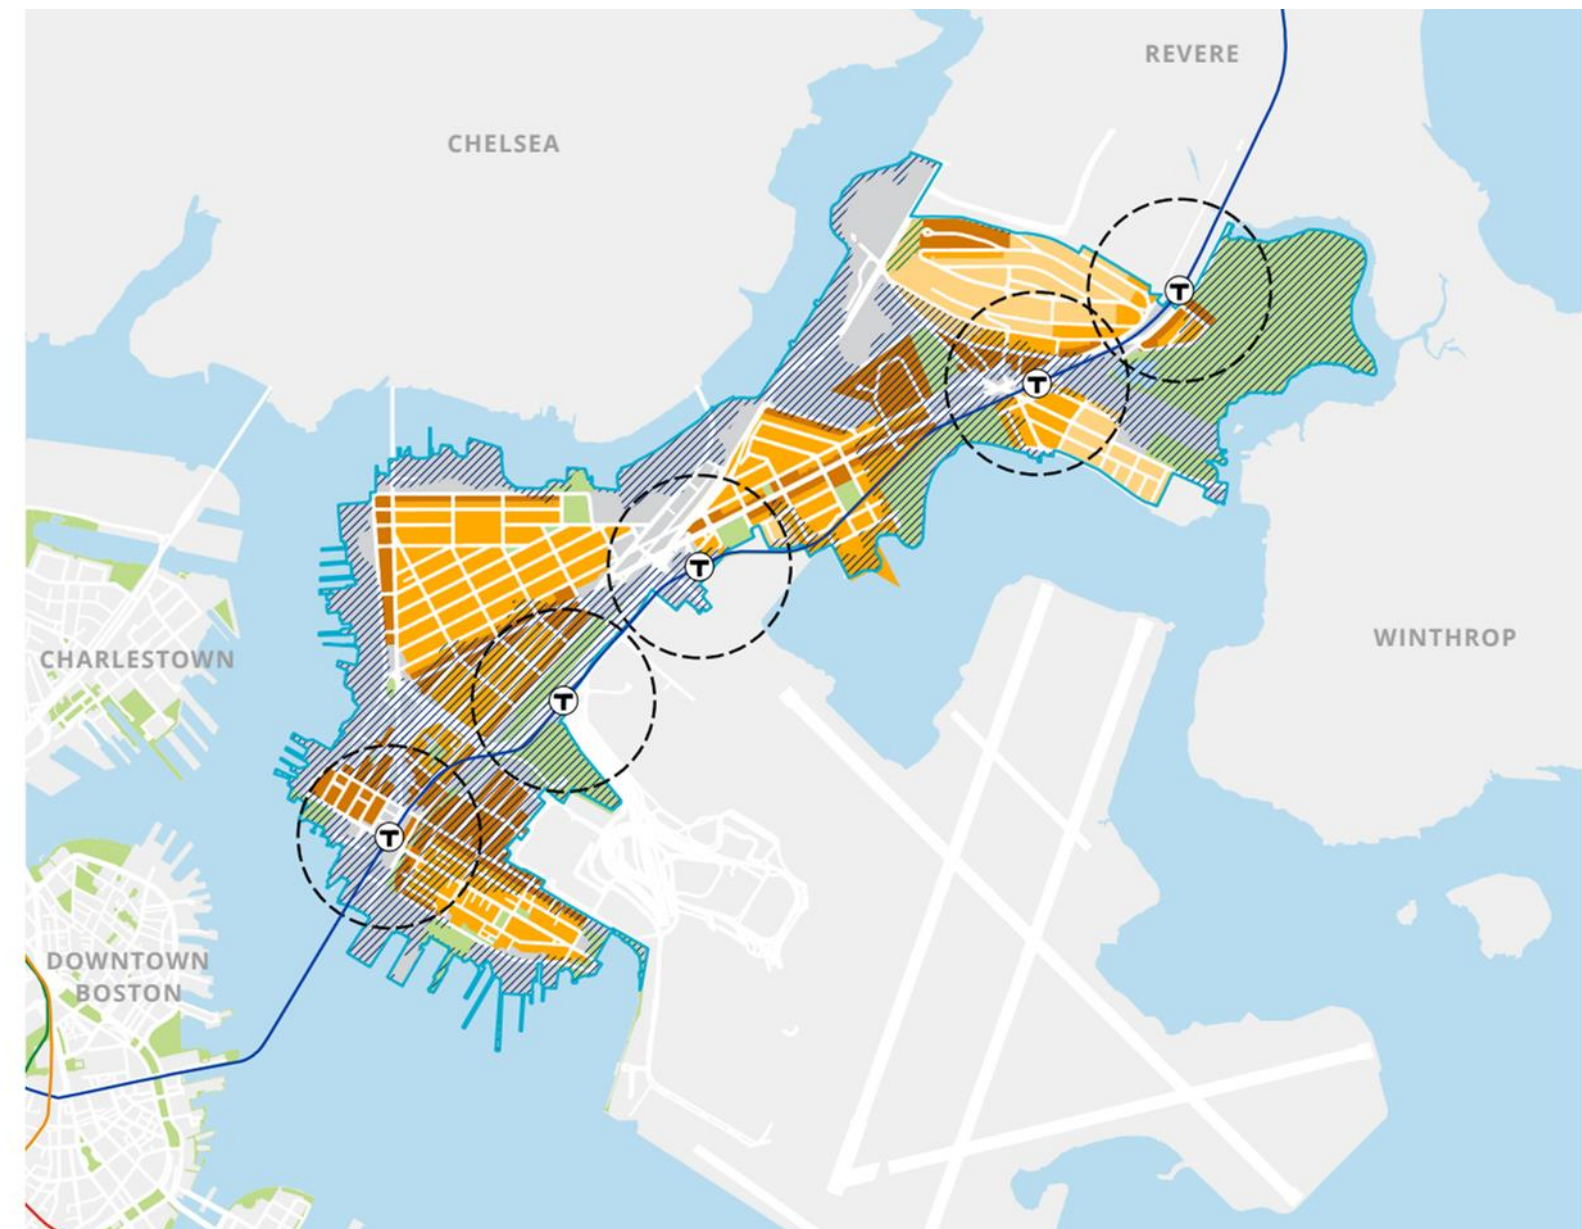 REVERE
CHELSEA
T
T
T
WINTHROP
CHARLESTOWN
T
T
DOWNTOWN
BOSTON